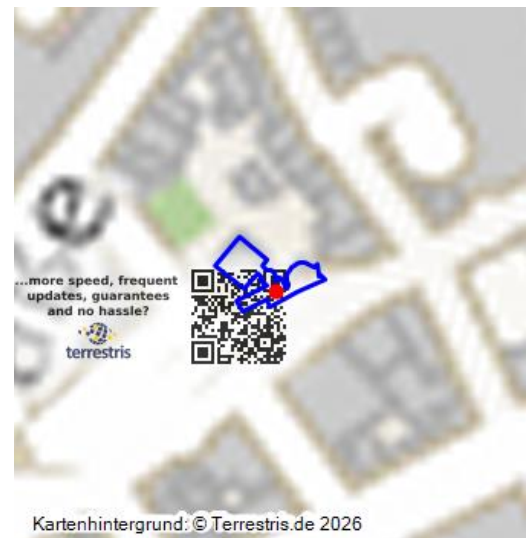 e
...more speed, frequent
updates, guarantees
and no hassle?
terrestris
Kartenhintergrund: © Terrestris.de 2026